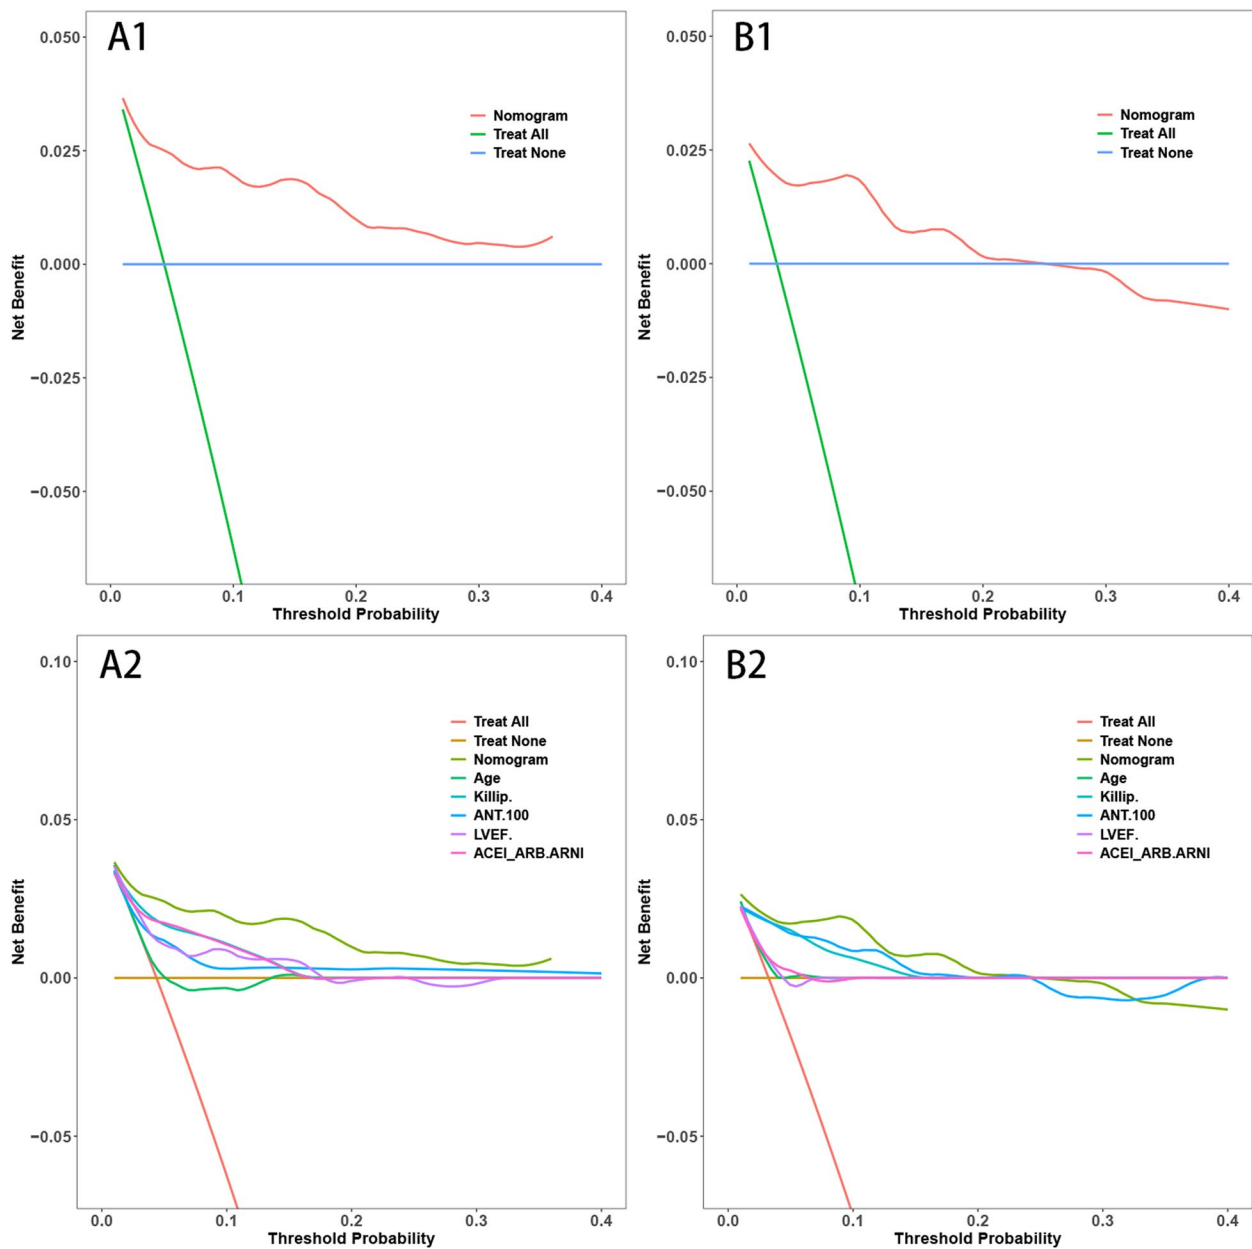 A1
0.050
0.025
0.000
−0.025
−0.050
Net Benefit
Nomogram
Treat All
Treat None
0.0 0.1 0.2 0.3 0.4
Threshold Probability
B1
0.050
0.025
0.000
−0.025
−0.050
Net Benefit
Nomogram
Treat All
Treat None
0.0 0.1 0.2 0.3 0.4
Threshold Probability
A2
0.10
0.05
0.00
−0.05
Net Benefit
Treat All
Treat None
Nomogram
Age
Killip.
ANT.100
LVEF.
ACEI_ARB.ARNI
0.0 0.1 0.2 0.3 0.4
Threshold Probability
B2
0.10
0.05
0.00
−0.05
Net Benefit
Treat All
Treat None
Nomogram
Age
Killip.
ANT.100
LVEF.
ACEI_ARB.ARNI
0.0 0.1 0.2 0.3 0.4
Threshold Probability